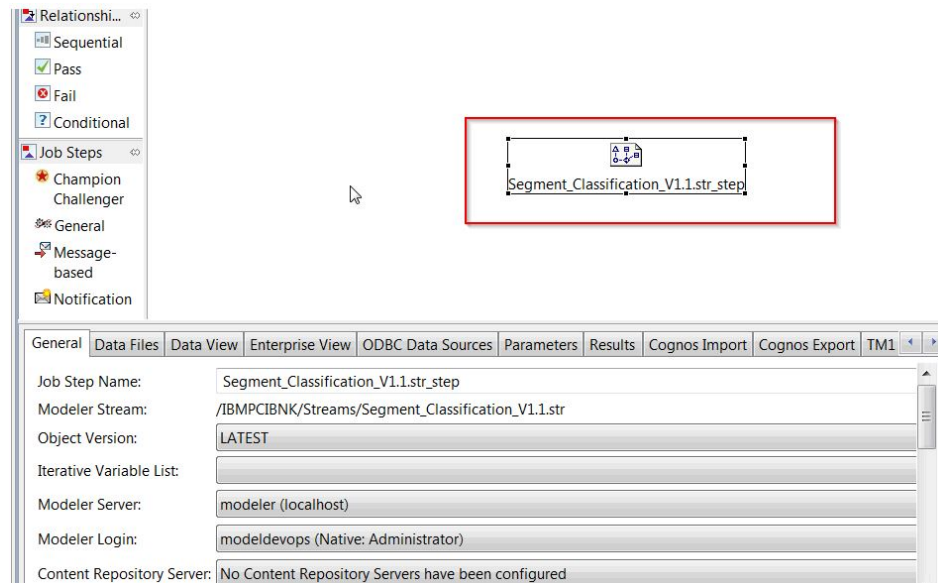 Relationshi...
Sequential
Pass
Fail
Conditional
Job Steps
Champion
Challenger
General
Message-
based
Notification
Segment_Classification_V1.1.str_step
General Data Files Data View Enterprise View ODBC Data Sources Parameters Results Cognos Import Cognos Export TM1
Job Step Name: Segment_Classification_V1.1.str_step
Modeler Stream: /IBMPCIBNK/Streams/Segment_Classification_V1.1.str
Object Version: LATEST
Iterative Variable List:
Modeler Server: modeler (localhost)
Modeler Login: modeldevops (Native: Administrator)
Content Repository Server: No Content Repository Servers have been configured